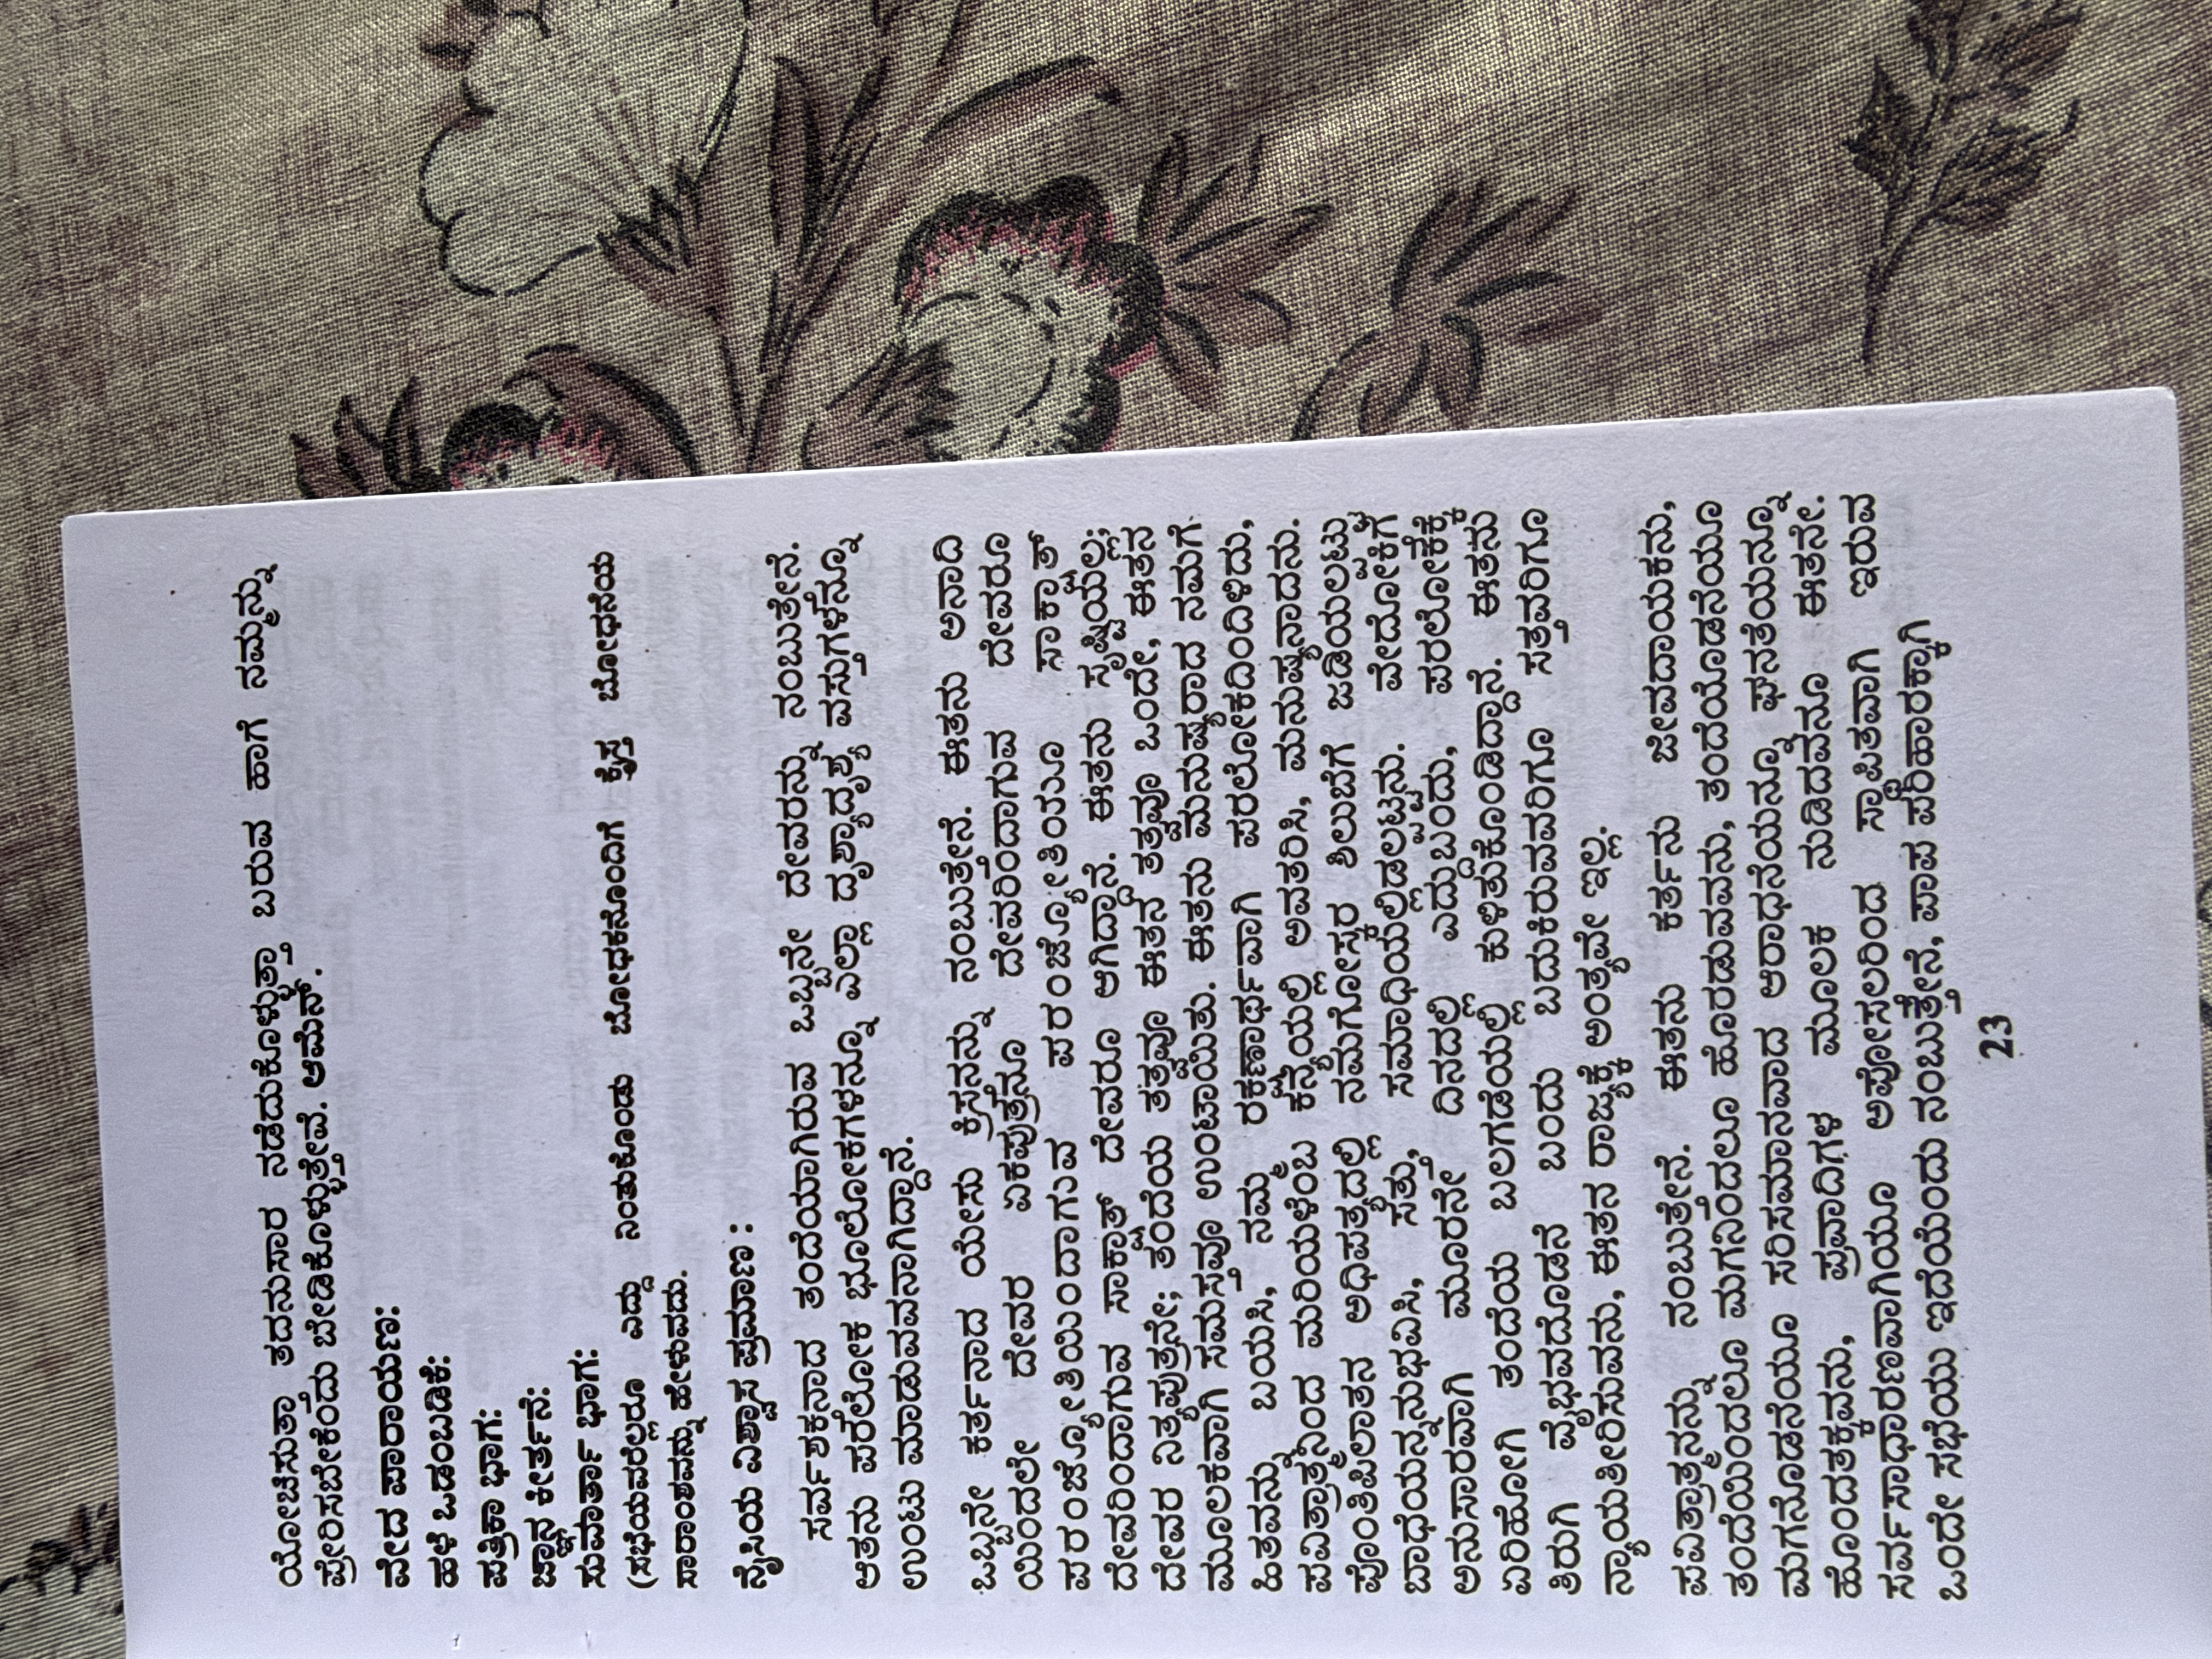 ಯೋಚಿಸುತ್ತಾ ತದನುಸಾರ ನಡೆದುಕೊಳ್ಳುತ್ತಾ ಬರುವ ಹಾಗೆ ನಮ್ಮನ್ನು
ಪ್ರೇರಿಸಬೇಕೆಂದು ಬೇಡಿಕೊಳ್ಳುತ್ತೇವೆ. ಆಮೆನ್.
ವೇದ ಪಾರಾಯಣ:
ಹಳೆ ಒಡಂಬಡಿಕೆ:
ಪತ್ರಿಕಾ ಭಾಗ:
ಜ್ಞಾನ ಕೀರ್ತನೆ:
ಸುವಾರ್ತಾ ಭಾಗ:
(ಸಭೆಯವರೆಲ್ಲರೂ ಎದ್ದು ನಿಂತುಕೊಂಡು ಬೋಧಕನೊಂದಿಗೆ ಕ್ರೈಸ್ತ ಬೋಧನೆಯ
ಸಾರಾಂಶವನ್ನು ಹೇಳುವದು.
ನೈಸಿಯ ವಿಶ್ವಾಸ ಪ್ರಮಾಣ :
ಸರ್ವಶಕ್ತನಾದ ತಂದೆಯಾಗಿರುವ ಒಬ್ಬನೇ ದೇವರನ್ನು ನಂಬುತ್ತೇನೆ.
ಆತನು ಪರಲೋಕ ಭೂಲೋಕಗಳನ್ನೂ ಎಲ್ಲಾ ದೃಶ್ಯಾದೃಶ್ಯ ವಸ್ತುಗಳನ್ನೂ
ಉಂಟು ಮಾಡುವವನಾಗಿದ್ದಾನೆ.
ಒಬ್ಬನೇ ಕರ್ತನಾದ ಯೇಸು ಕ್ರಿಸ್ತನನ್ನು ನಂಬುತ್ತೇನೆ. ಈತನು ಅನಾದಿ
ಯಿಂದಲೇ ದೇವರ ಏಕಪುತ್ರನೂ ದೇವರಿಂದಾಗುವ ದೇವರೂ
ಪರಂಜ್ಯೋತಿಯಿಂದಾಗುವ ಪರಂಜ್ಯೋತಿಯೂ ಸಾಕ್ಷಾತ್
ದೇವರಿಂದಾಗುವ ಸಾಕ್ಷಾತ್ ದೇವರೂ ಆಗಿದ್ದಾನೆ. ಈತನು ಸೃಷ್ಟಿಯಲ್ಲ;
ದೇವರ ನಿತ್ಯಪುತ್ರನೇ; ತಂದೆಯ ತತ್ವವೂ ಈತನ ತತ್ವವೂ ಒಂದೇ, ಈತನ
ಮೂಲಕವಾಗಿ ಸಮಸ್ತವೂ ಉಂಟಾಯಿತು. ಈತನು ಮನುಷ್ಯರಾದ ನಮಗೆ
ಹಿತವನ್ನು ಬಯಸಿ, ನಮ್ಮ ರಕ್ಷಣಾರ್ಥವಾಗಿ ಪರಲೋಕದಿಂದಿಳಿದು,
ಪವಿತ್ರಾತ್ಮನಿಂದ ಮರಿಯಳೆಂಬ ಕನ್ಯೆಯಲ್ಲಿ ಅವತರಿಸಿ, ಮನುಷ್ಯನಾದನು.
ಪೊಂತಿಪಿಲಾತನ ಅಧಿಪತ್ಯದಲ್ಲಿ ನಮಗೋಸ್ಕರ ಶಿಲುಬೆಗೆ ಜಡಿಯಲ್ಪಟ್ಟು
ಬಾಧೆಯನ್ನನುಭವಿಸಿ, ಸತ್ತು, ಸಮಾಧಿಯಲ್ಲಿಡಲ್ಪಟ್ಟನು. ವೇದೋಕ್ತಿಗೆ
ಅನುಸಾರವಾಗಿ ಮೂರನೇ ದಿನದಲ್ಲಿ ಎದ್ದುಬಂದು, ಪರಲೋಕಕ್ಕೆ
ಏರಿಹೋಗಿ ತಂದೆಯ ಬಲಗಡೆಯಲ್ಲಿ ಕುಳಿತುಕೊಂಡಿದ್ದಾನೆ. ಈತನು
ತಿರುಗಿ ವೈಭವದೊಡನೆ ಬಂದು ಬದುಕಿರುವವರಿಗೂ ಸತ್ತವರಿಗೂ
ನ್ಯಾಯತೀರಿಸುವನು, ಈತನ ರಾಜ್ಯಕ್ಕೆ ಅಂತ್ಯವೇ ಇಲ್ಲ.
ಪವಿತ್ರಾತ್ಮನನ್ನು ನಂಬುತ್ತೇನೆ. ಈತನು ಕರ್ತನು ಜೀವದಾಯಕನು,
ತಂದೆಯಿಂದಲೂ ಮಗನಿಂದಲೂ ಹೊರಡುವವನು, ತಂದೆಯೊಡನೆಯೂ
ಮಗನೊಡನೆಯೂ ಸರಿಸಮಾನವಾದ ಆರಾಧನೆಯನ್ನೂ ಘನತೆಯನ್ನೂ
ಹೊಂದತಕ್ಕವನು, ಪ್ರವಾದಿಗಳ ಮೂಲಕ ನುಡಿದವನೂ ಈತನೇ.
ಸರ್ವಸಾಧಾರಣವಾಗಿಯೂ ಅಪೋಸ್ತಲರಿಂದ ಸ್ಥಾಪಿತವಾಗಿ ಇರುವ
ಒಂದೇ ಸಭೆಯು ಇದೆಯೆಂದು ನಂಬುತ್ತೇನೆ, ಪಾಪ ಪರಿಹಾರಕ್ಕಾಗಿ
23